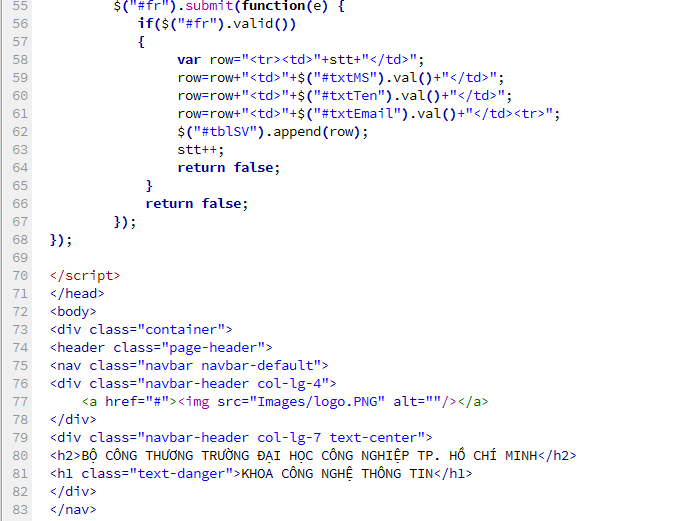 55 $("#fr").submit(function(e) {
56 if($("#fr").valid())
57 {
58 var row="<tr><td>"+stt+"</td>";
59 row=row+"<td>"+$("#txtMS").val()+"</td>";
60 row=row+"<td>"+$("#txtTen").val()+"</td>";
61 row=row+"<td>"+$("#txtEmail").val()+"</td><tr>";
62 $("#tblSV").append(row);
63 stt++;
64 return false;
65 }
66 return false;
67 });
68 });
69
70 </script>
71 </head>
72 <body>
73 <div class="container">
74 <header class="page-header">
75 <nav class="navbar navbar-default">
76 <div class="navbar-header col-lg-4">
77 <a href="#"><img src="Images/logo.PNG" alt=""/></a>
78 </div>
79 <div class="navbar-header col-lg-7 text-center">
80 <h2>BỘ CÔNG THƯƠNG TRƯỜNG ĐẠI HỌC CÔNG NGHIỆP TP. HỒ CHÍ MINH</h2>
81 <h1 class="text-danger">KHOA CÔNG NGHỆ THÔNG TIN</h1>
82 </div>
83 </nav>